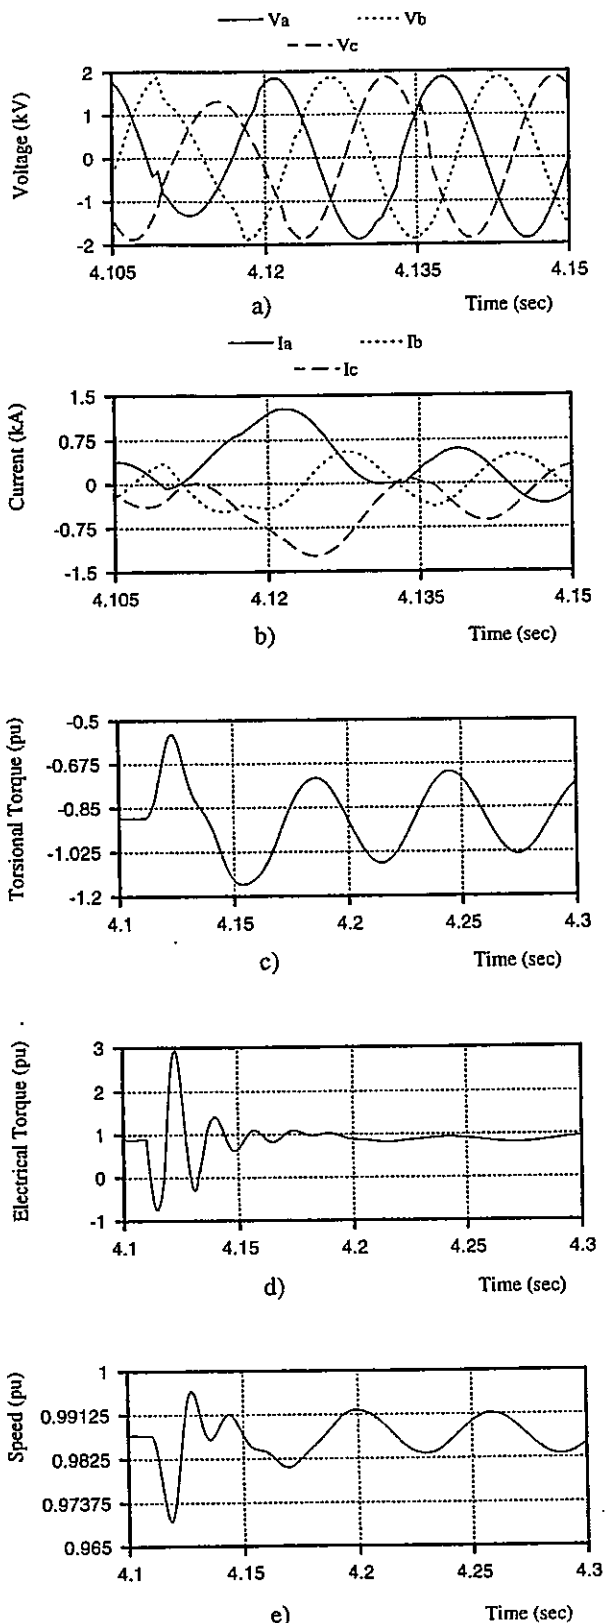 Va Vb
Vc
Voltage (kV)
2
1
0
-1
-2
4.105 4.12 4.135 4.15
a) Time (sec)
Ia Ib
Ic
Current (kA)
1.5
0.75
0
-0.75
-1.5
4.105 4.12 4.135 4.15
b) Time (sec)
Torsional Torque (pu)
-0.5
-0.675
-0.85
-1.025
-1.2
4.1 4.15 4.2 4.25 4.3
c) Time (sec)
Electrical Torque (pu)
3
2
1
0
-1
4.1 4.15 4.2 4.25 4.3
d) Time (sec)
Speed (pu)
1
0.99125
0.9825
0.97375
0.965
4.1 4.15 4.2 4.25 4.3
e) Time (sec)